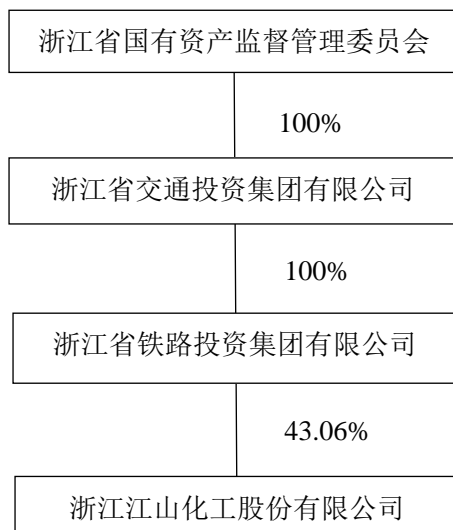 浙江省国有资产监督管理委员会
100%
浙江省交通投资集团有限公司
100%
浙江省铁路投资集团有限公司
43.06%
浙江江山化工股份有限公司